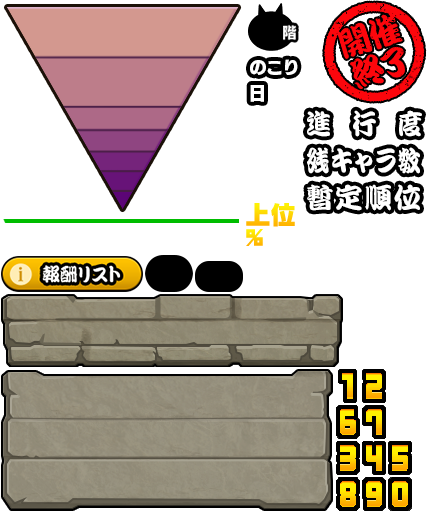 階
のこり
日
開催
終了
進行度
残キャラ数
暫定順位
上位
%
i 報酬リスト
12
67
345
890